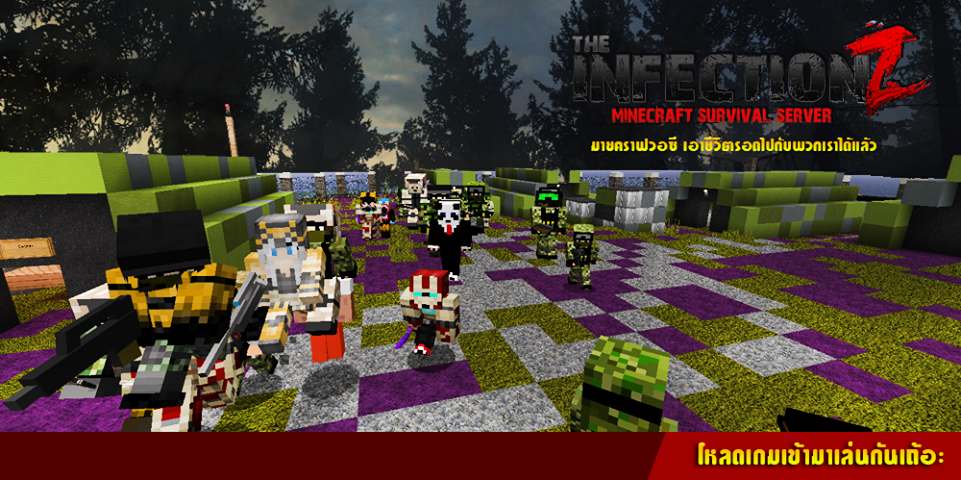 THE
INFECTION Z
MINECRAFT SURVIVAL SERVER
มายคราฟวอซี เอาชีวิตรอดไปกับพวกเราได้แล้ว
โหลดเกมเข้ามาเล่นกันเถอะ